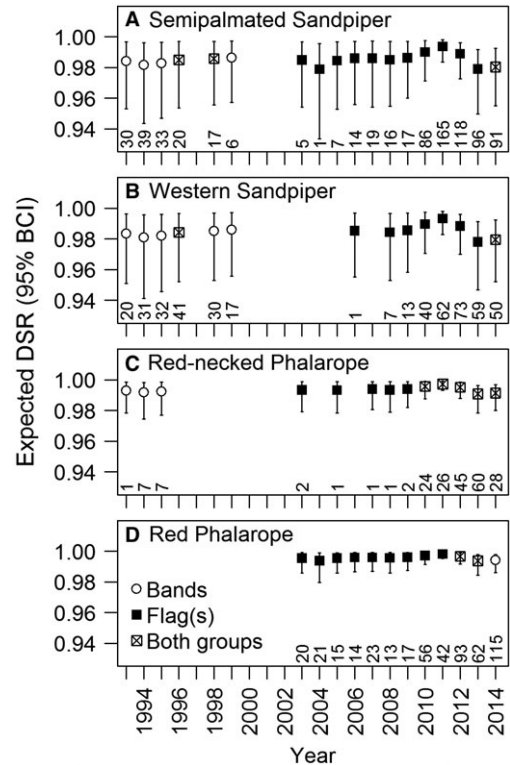 A Semipalmated Sandpiper
1.00
0.98
0.96
0.94
30 39 33 20 17 6 5 1 7 14 19 16 17 86 165 118 96 91
B Western Sandpiper
1.00
0.98
0.96
0.94
20 31 32 41 30 17 1 7 13 40 62 73 59 50
C Red-necked Phalarope
1.00
0.98
0.96
0.94
1 7 7 2 1 1 1 2 24 26 45 60 28
D Red Phalarope
1.00
0.98
0.96
0.94
Bands
Flag(s)
Both groups
20 21 15 14 23 13 17 56 42 93 62 115
1994 1996 1998 2000 2002 2004 2006 2008 2010 2012 2014
Year
Expected DSR (95% BCI)